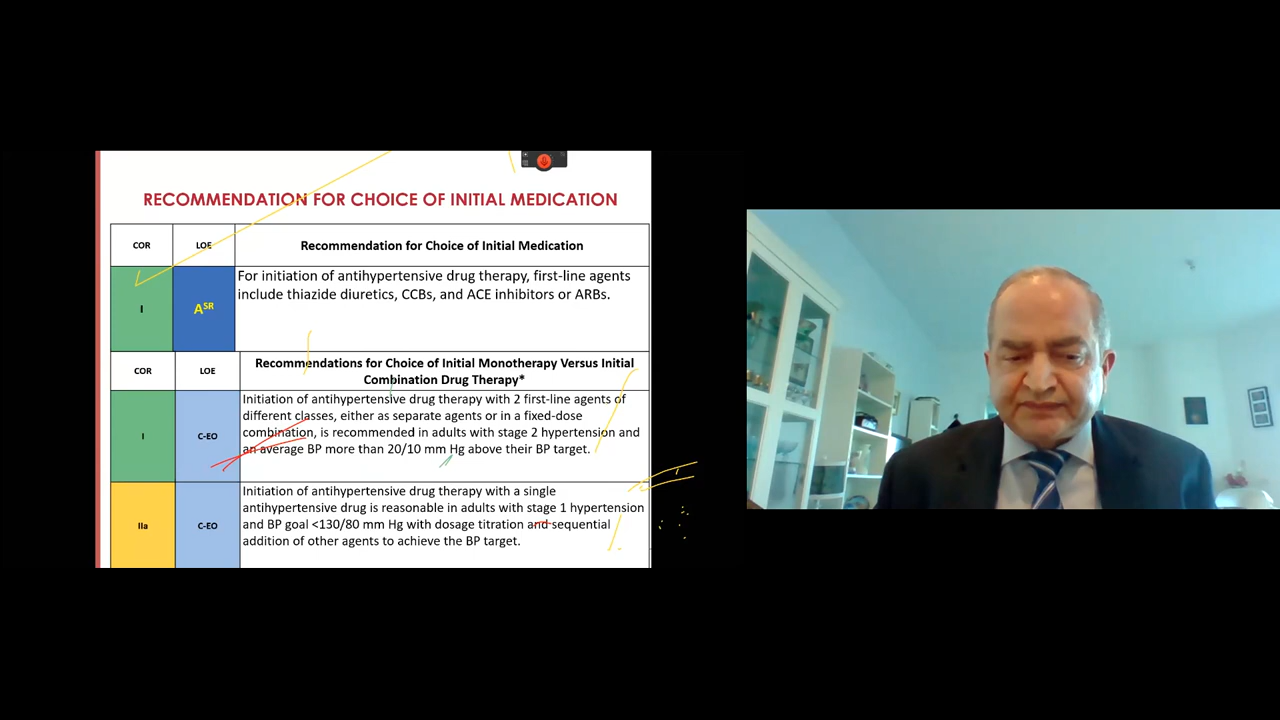 RECOMMENDATION FOR CHOICE OF INITIAL MEDICATION
COR LOE Recommendation for Choice of Initial Medication
I A SR For initiation of antihypertensive drug therapy, first-line agents
include thiazide diuretics, CCBs, and ACE inhibitors or ARBs.
COR LOE Recommendations for Choice of Initial Monotherapy Versus Initial
Combination Drug Therapy*
I C-EO Initiation of antihypertensive drug therapy with 2 first-line agents of
different classes, either as separate agents or in a fixed-dose
combination, is recommended in adults with stage 2 hypertension and
an average BP more than 20/10 mm Hg above their BP target.
IIa C-EO Initiation of antihypertensive drug therapy with a single
antihypertensive drug is reasonable in adults with stage 1 hypertension
and BP goal <130/80 mm Hg with dosage titration and sequential
addition of other agents to achieve the BP target.